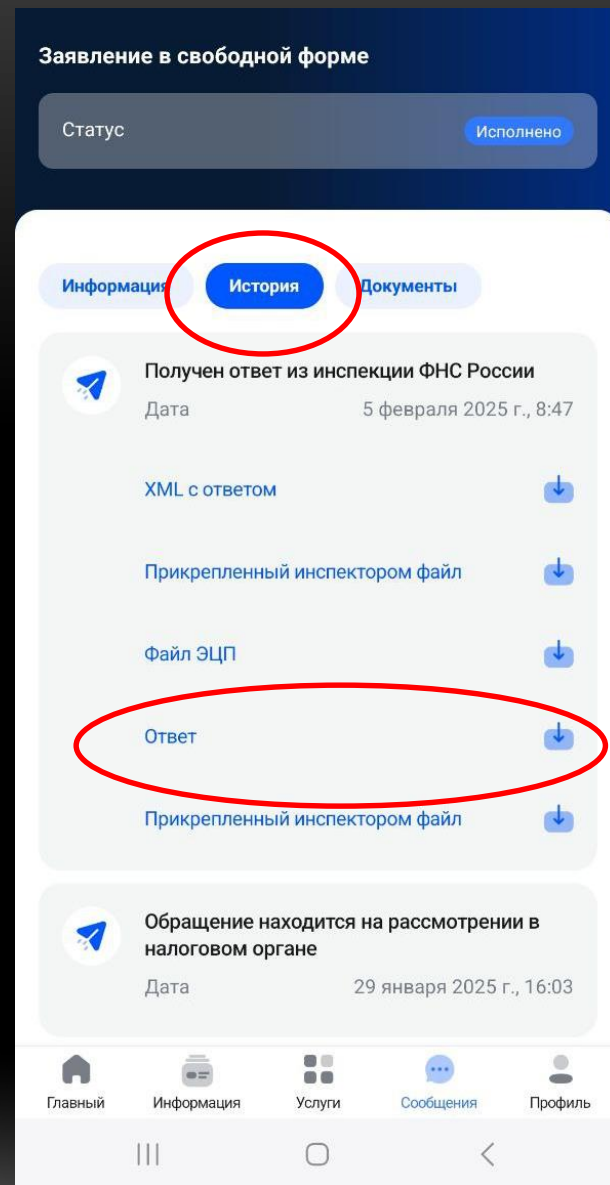 Заявление в свободной форме
Статус
Исполнено
Информация
История
Документы
Получен ответ из инспекции ФНС России
Дата
5 февраля 2025 г., 8:47
XML с ответом
Прикрепленный инспектором файл
Файл ЭЦП
Ответ
Прикрепленный инспектором файл
Обращение находится на рассмотрении в
налоговом органе
Дата
29 января 2025 г., 16:03
Главный
Информация
Услуги
Сообщения
Профиль